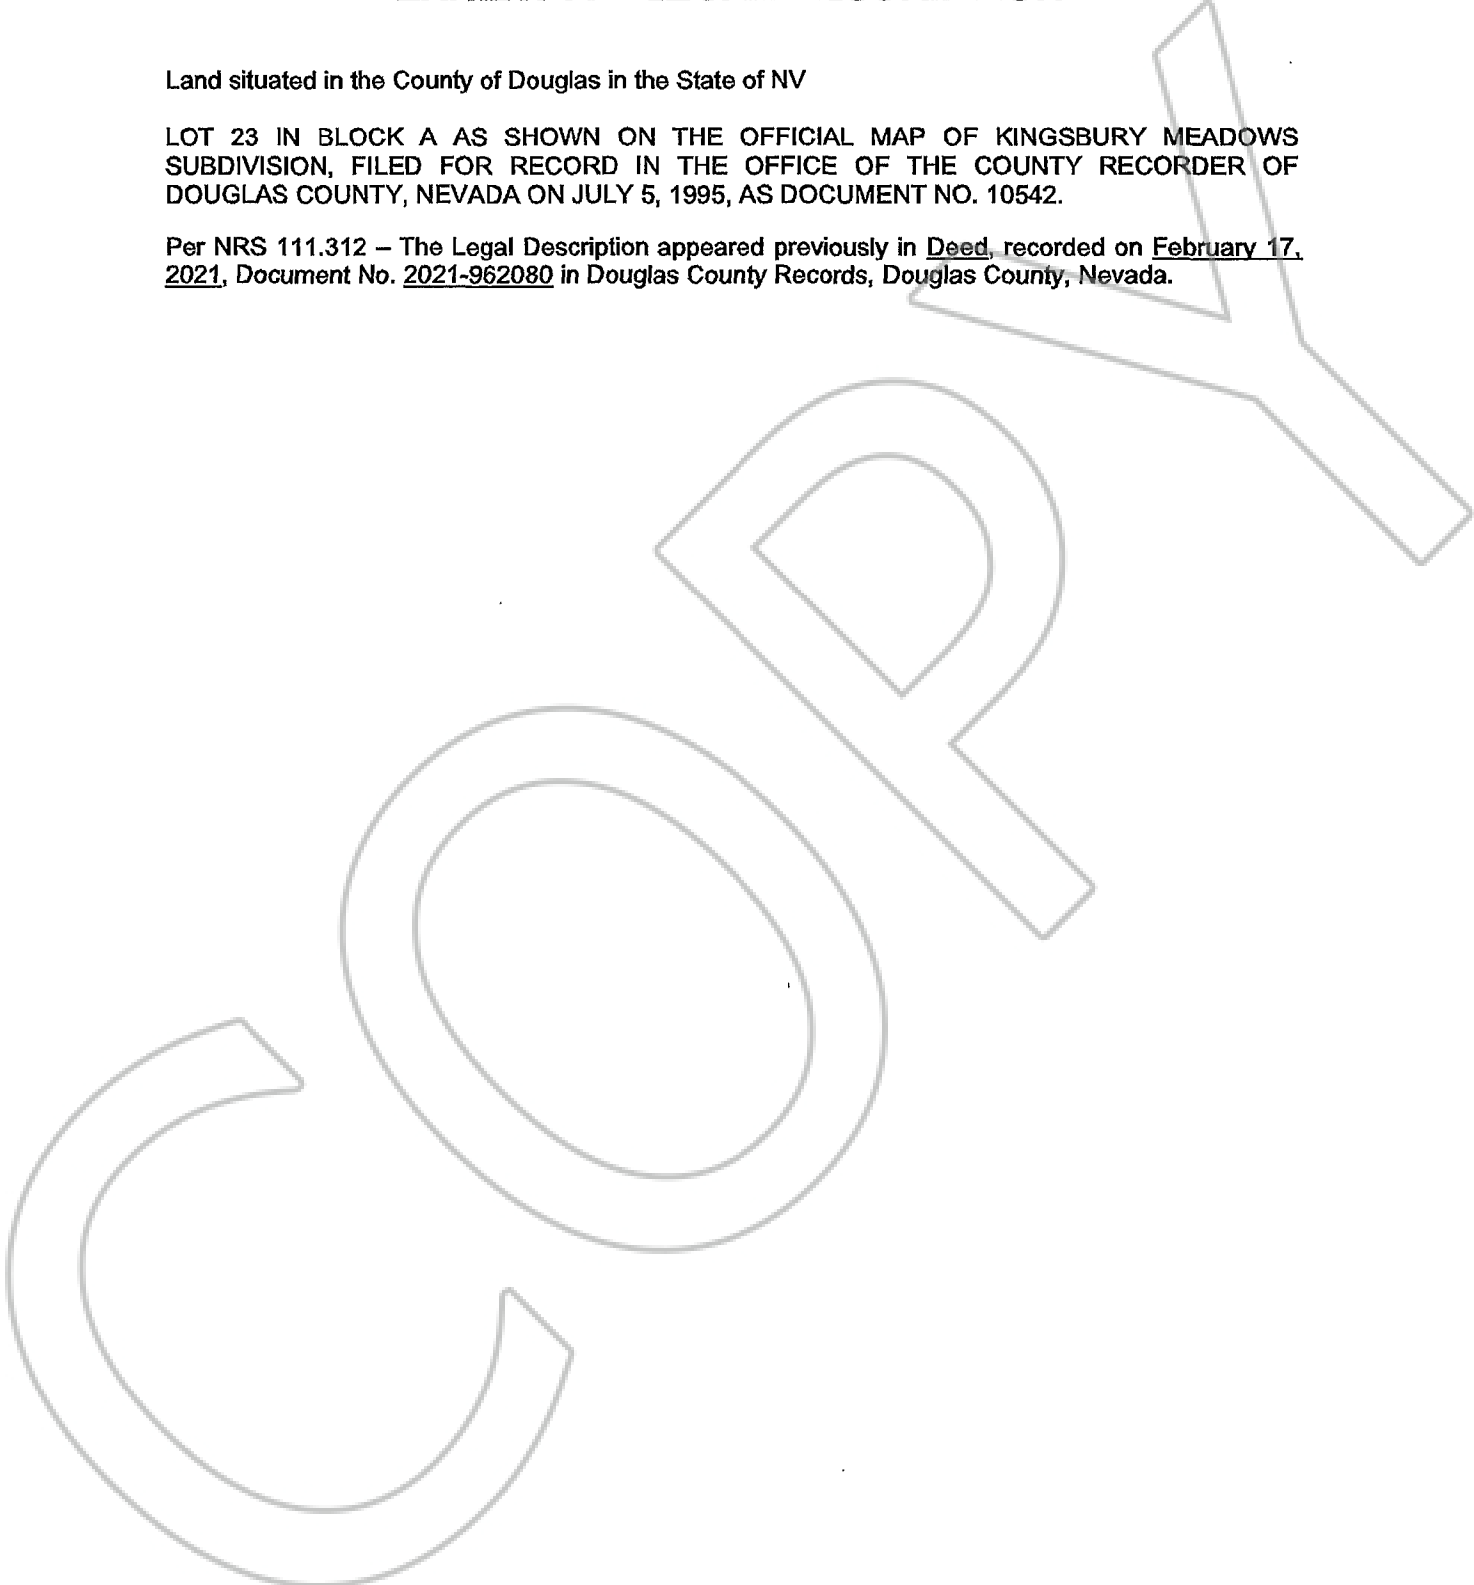 Land situated in the County of Douglas in the State of NV
LOT 23 IN BLOCK A AS SHOWN ON THE OFFICIAL MAP OF KINGSBURY MEADOWS
SUBDIVISION, FILED FOR RECORD IN THE OFFICE OF THE COUNTY RECORDER OF
DOUGLAS COUNTY, NEVADA ON JULY 5, 1995, AS DOCUMENT NO. 10542.
Per NRS 111.312 – The Legal Description appeared previously in Deed, recorded on February 17,
2021, Document No. 2021-962080 in Douglas County Records, Douglas County, Nevada.
COPY